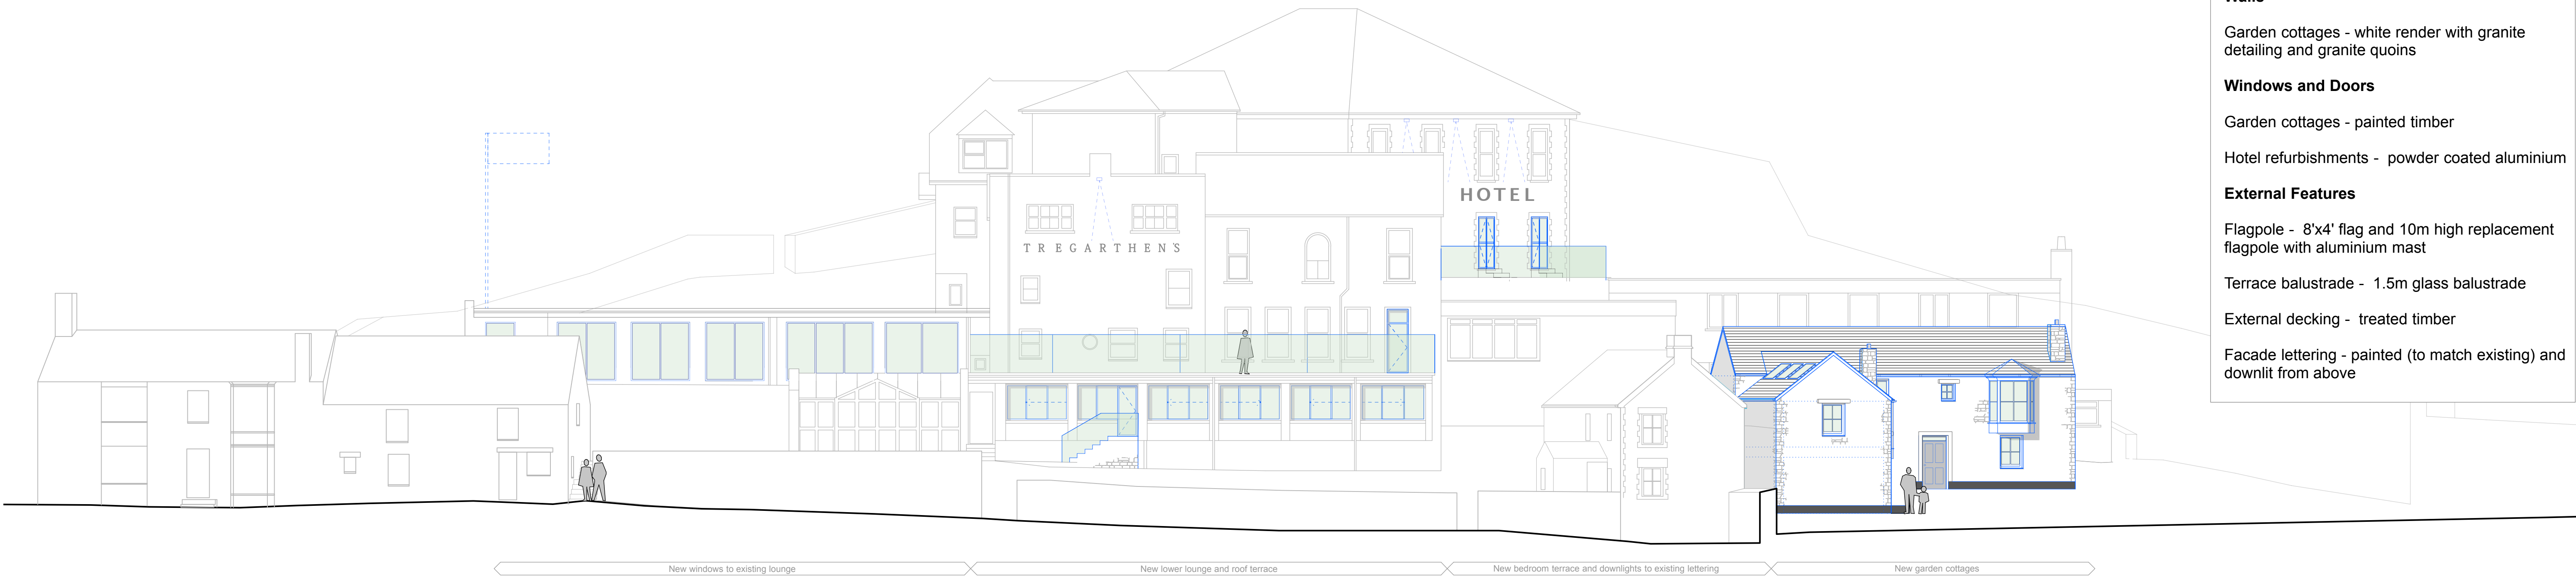 Walls
Garden cottages - white render with granite
detailing and granite quoins
Windows and Doors
Garden cottages - painted timber
Hotel refurbishments - powder coated aluminium
External Features
Flagpole - 8'x4' flag and 10m high replacement
flagpole with aluminium mast
Terrace balustrade - 1.5m glass balustrade
External decking - treated timber
Facade lettering - painted (to match existing) and
downlit from above
HOTEL
TREGARTHEN'S
New windows to existing lounge
New lower lounge and roof terrace
New bedroom terrace and downlights to existing lettering
New garden cottages